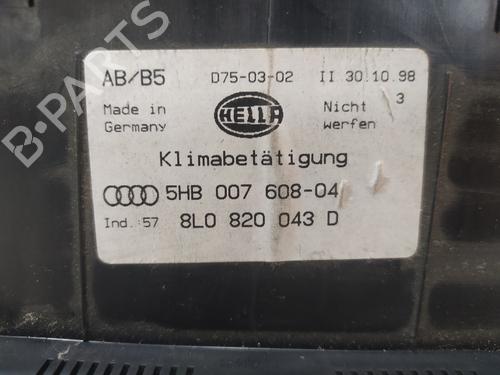 AB/B5 D75-03-02 II 30.10.98
Made in Germany
HELLA
Nicht 3
werfen
Klimabetätigung
5HB 007 608-04
Ind.:57 8L0 820 043 D
B-PARTS